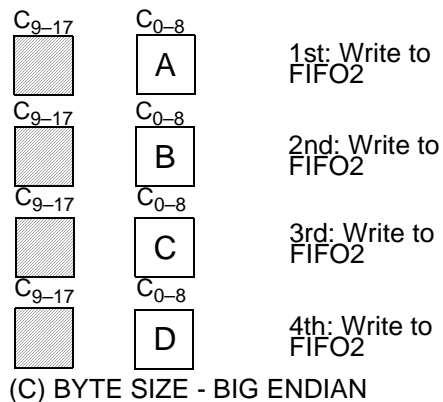 C9–17 C0–8
A 1st: Write to
FIFO2
C9–17 C0–8
B 2nd: Write to
FIFO2
C9–17 C0–8
C 3rd: Write to
FIFO2
C9–17 C0–8
D 4th: Write to
FIFO2
(C) BYTE SIZE - BIG ENDIAN